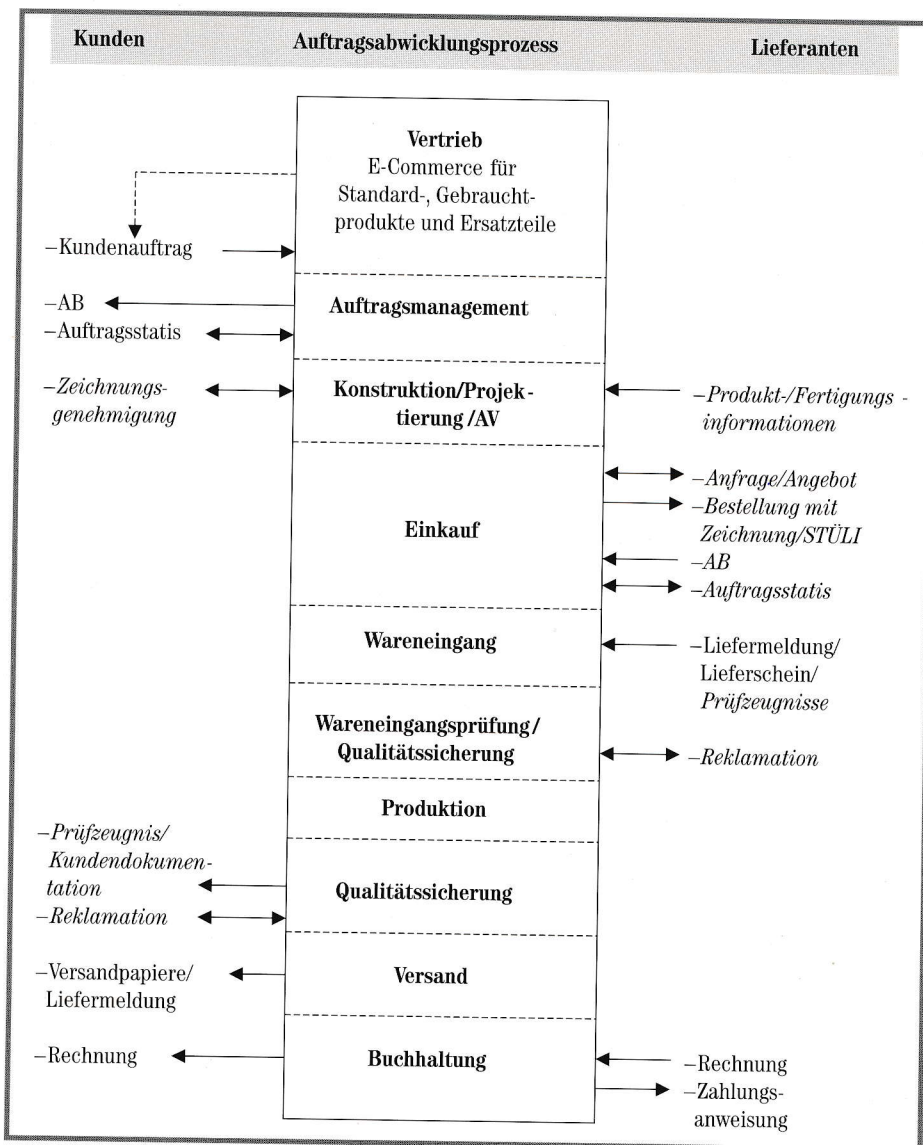 Kunden Auftragsabwicklungsprozess Lieferanten
Vertrieb
E-Commerce für
Standard-, Gebraucht-
produkte und Ersatzteile
–Kundenauftrag
–AB
–Auftragsstatis
Auftragsmanagement
–Zeichnungs-
genehmigung
Konstruktion/Projek-
tierung/AV
–Produkt-/Fertigungs-
informationen
Einkauf
–Anfrage/Angebot
–Bestellung mit
Zeichnung/STÜLI
–AB
–Auftragsstatis
Wareneingang
–Liefermeldung/
Lieferschein/
Prüfzeugnisse
Wareneingangsprüfung/
Qualitätssicherung
–Reklamation
Produktion
–Prüfzeugnis/
Kundendokumen-
tation
–Reklamation
Qualitätssicherung
–Versandpapiere/
Liefermeldung
Versand
–Rechnung
Buchhaltung
–Rechnung
–Zahlungs-
anweisung